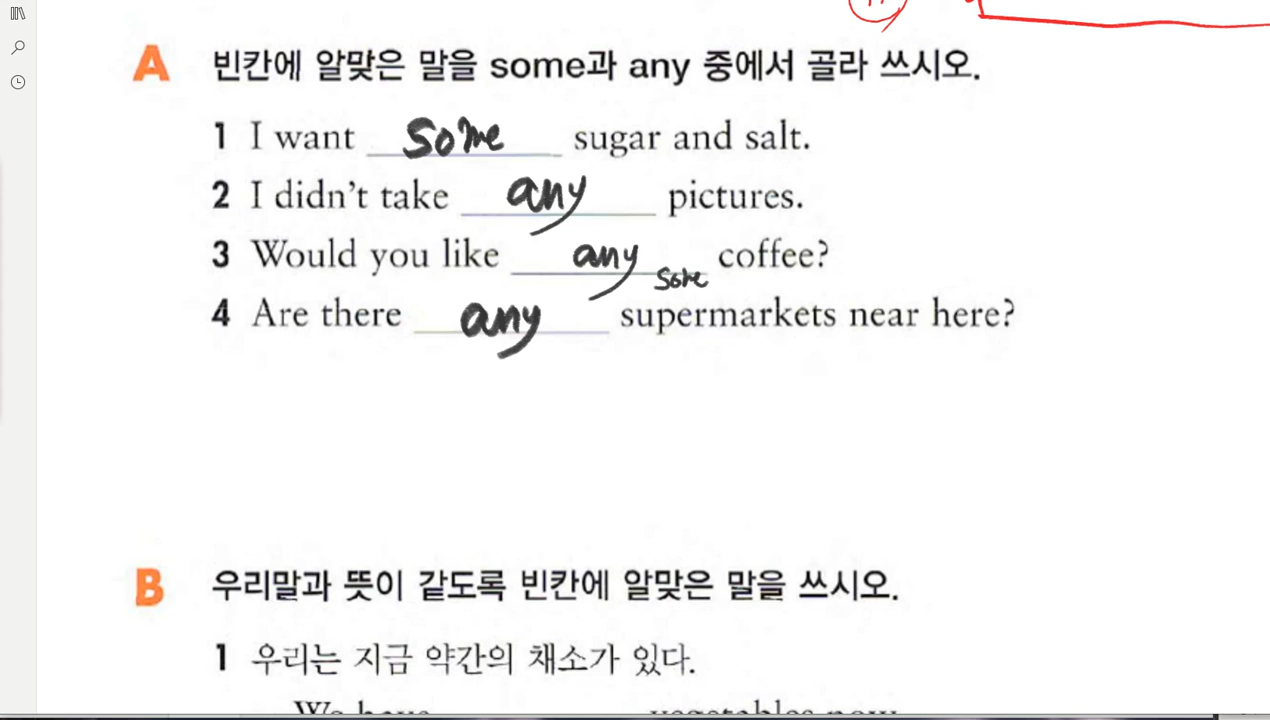 A 빈칸에 알맞은 말을 some과 any 중에서 골라 쓰시오.
1 I want some sugar and salt.
2 I didn't take any pictures.
3 Would you like any coffee?
some
4 Are there any supermarkets near here?
B 우리말과 뜻이 같도록 빈칸에 알맞은 말을 쓰시오.
1 우리는 지금 약간의 채소가 있다.
We have vegetables now